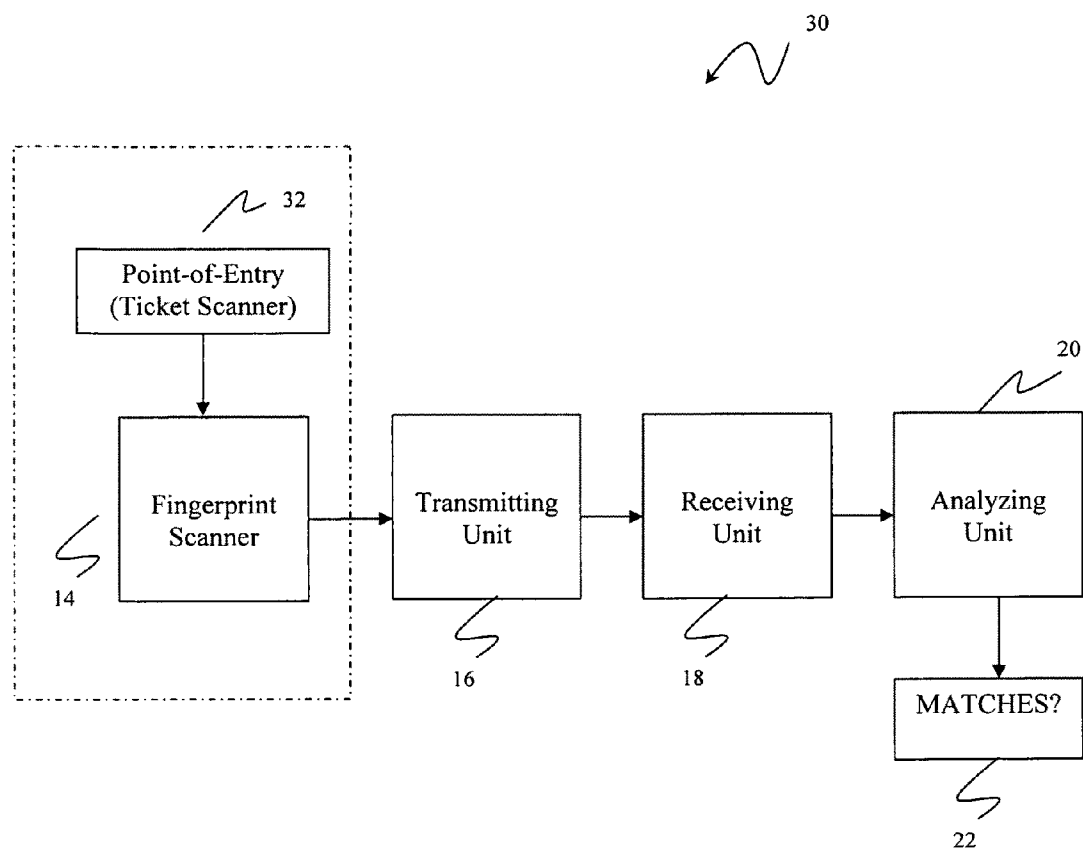 30
32
Point-of-Entry
(Ticket Scanner)
20
Fingerprint
Scanner
Transmitting
Unit
Receiving
Unit
Analyzing
Unit
14
16
18
MATCHES?
22